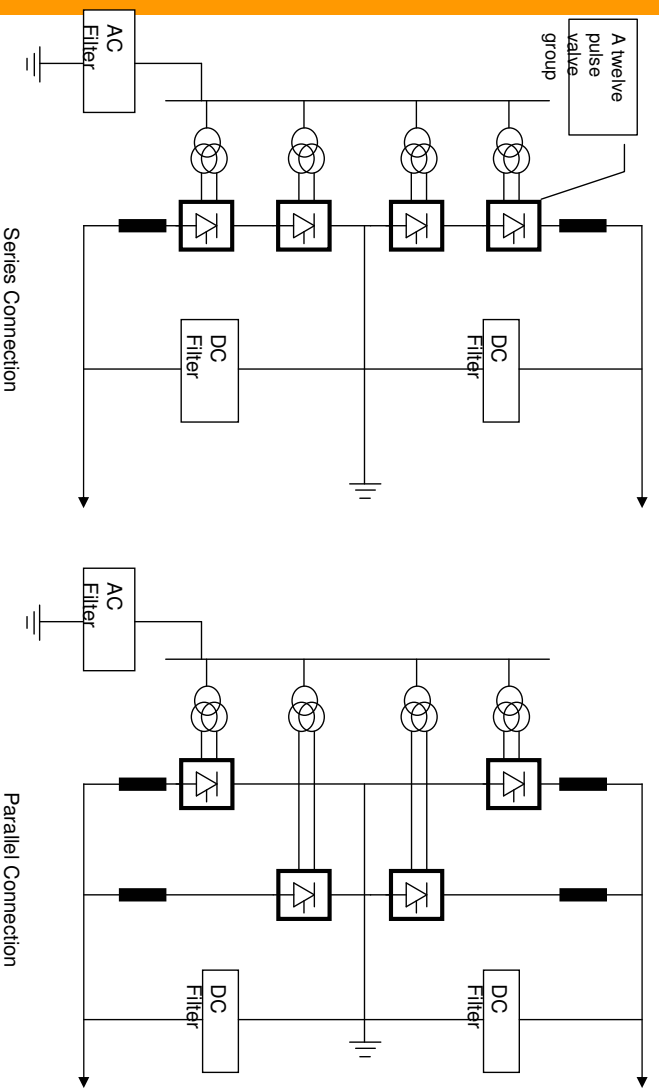 A twelve
pulse
valve
group
AC
Filter
DC
Filter
DC
Filter
Series Connection
AC
Filter
DC
Filter
DC
Filter
Parallel Connection